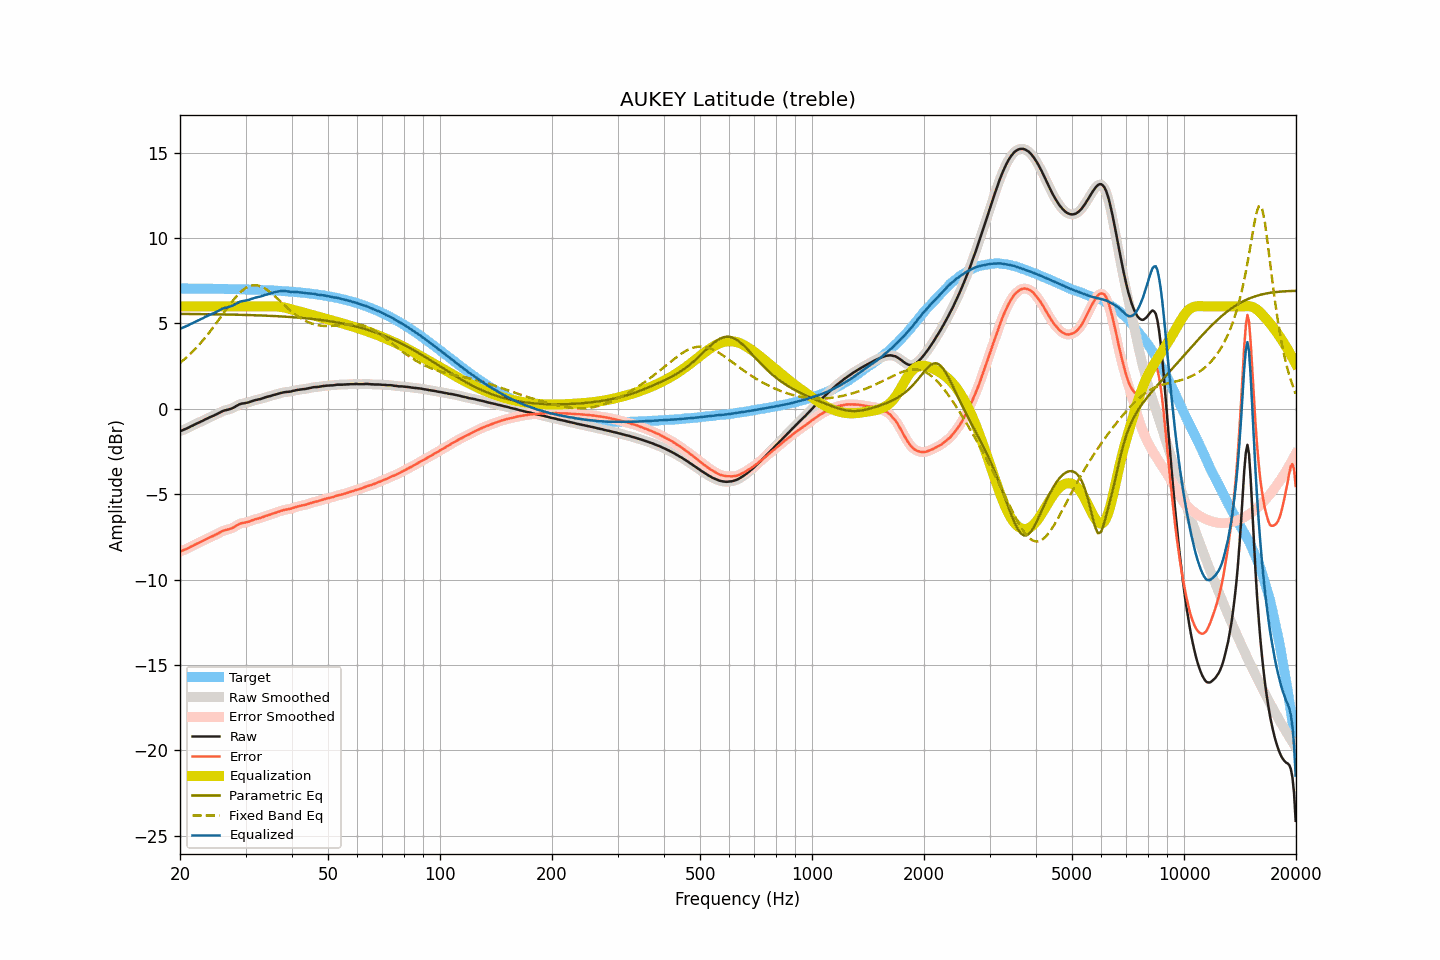 AUKEY Latitude (treble)
15
10
5
0
−5
−10
−15
−20
−25
Amplitude (dBr)
Target
Raw Smoothed
Error Smoothed
Raw
Error
Equalization
Parametric Eq
Fixed Band Eq
Equalized
20 50 100 200 500 1000 2000 5000 10000 20000
Frequency (Hz)